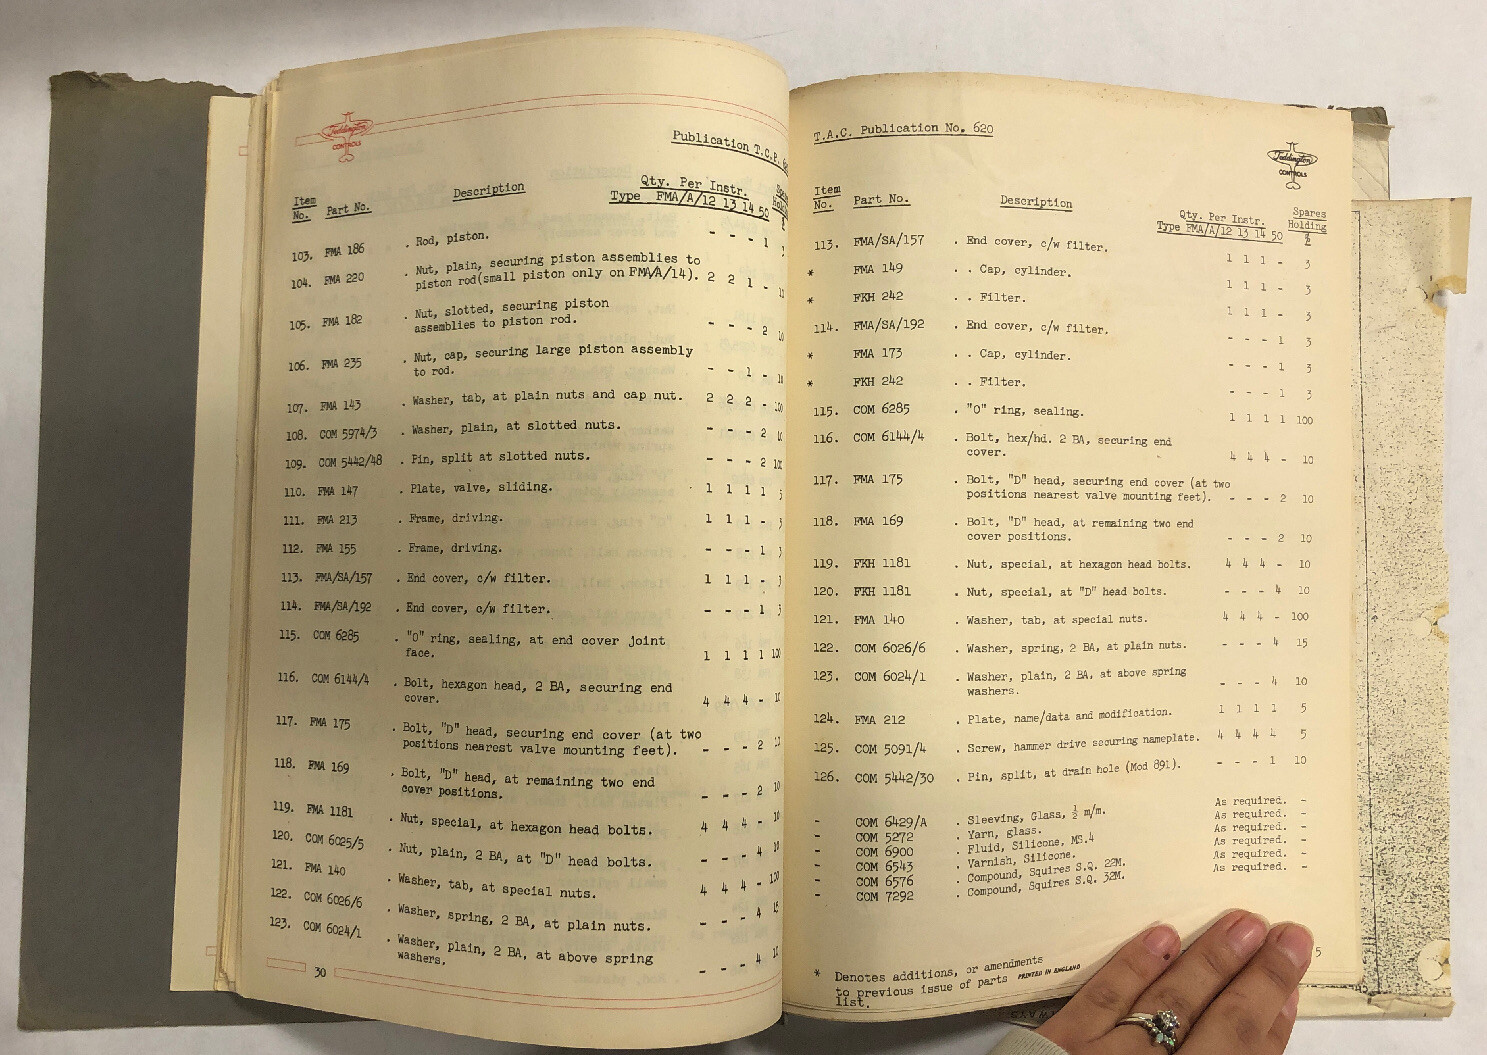 Teddington
CONTROLS
Publication T.C.P.
Item No. Part No. Description Qty. Per Instr. Type FMA/A/12 13 14 50
103. FMA 186 . Rod, piston. - - - 1
104. FMA 220 . Nut, plain, securing piston assemblies to
piston rod(small piston only on FMA/A/14). 2 2 1 -
105. FMA 182 . Nut, slotted, securing piston
assemblies to piston rod. - - - 2 10
106. FMA 235 . Nut, cap, securing large piston assembly
to rod. - - 1 -
107. FMA 143 . Washer, tab, at plain nuts and cap nut. 2 2 2 - 100
108. COM 5974/3 . Washer, plain, at slotted nuts. - - - 2
109. COM 5442/48 . Pin, split at slotted nuts. - - - 2
110. FMA 147 . Plate, valve, sliding. 1 1 1 1
111. FMA 213 . Frame, driving. 1 1 1 -
112. FMA 155 . Frame, driving. - - - 1
113. FMA/SA/157 . End cover, c/w filter. 1 1 1 -
114. FMA/SA/192 . End cover, c/w filter. - - - 1
115. COM 6285 . "O" ring, sealing, at end cover joint
face. 1 1 1 1
116. COM 6144/4 . Bolt, hexagon head, 2 BA, securing end
cover. 4 4 4 -
117. FMA 175 . Bolt, "D" head, securing end cover (at two
positions nearest valve mounting feet). - - - 2
118. FMA 169 . Bolt, "D" head, at remaining two end
cover positions. - - - 2 10
119. FMA 1181 . Nut, special, at hexagon head bolts. 4 4 4 - 10
120. COM 6025/5 . Nut, plain, 2 BA, at "D" head bolts. - - - 4 10
121. FMA 140 . Washer, tab, at special nuts. 4 4 4 - 100
122. COM 6026/6 . Washer, spring, 2 BA, at plain nuts. - - - 4 15
123. COM 6024/1 . Washer, plain, 2 BA, at above spring
washers. - - - 4 10
30
T.A.C. Publication No. 620
Teddington
CONTROLS
Item No. Part No. Description Qty. Per Instr. Type FMA/A/12 13 14 50 Spares Holding %
113. FMA/SA/157 . End cover, c/w filter. 1 1 1 - 3
* FMA 149 . . Cap, cylinder. 1 1 1 - 3
* FKH 242 . . Filter. 1 1 1 - 3
114. FMA/SA/192 . End cover, c/w filter. - - - 1 3
* FMA 173 . . Cap, cylinder. - - - 1 3
* FKH 242 . . Filter. - - - 1 3
115. COM 6285 . "O" ring, sealing. 1 1 1 1 100
116. COM 6144/4 . Bolt, hex/hd. 2 BA, securing end
cover. 4 4 4 - 10
117. FMA 175 . Bolt, "D" head, securing end cover (at two
positions nearest valve mounting feet). - - - 2 10
118. FMA 169 . Bolt, "D" head, at remaining two end
cover positions. - - - 2 10
119. FKH 1181 . Nut, special, at hexagon head bolts. 4 4 4 - 10
120. FKH 1181 . Nut, special, at "D" head bolts. - - - 4 10
121. FMA 140 . Washer, tab, at special nuts. 4 4 4 - 100
122. COM 6026/6 . Washer, spring, 2 BA, at plain nuts. - - - 4 15
123. COM 6024/1 . Washer, plain, 2 BA, at above spring
washers. - - - 4 10
124. FMA 212 . Plate, name/data and modification. 1 1 1 1 5
125. COM 5091/4 . Screw, hammer drive securing nameplate. 4 4 4 4 5
126. COM 5442/30 . Pin, split, at drain hole (Mod 891). - - - 1 10
- COM 6429/A . Sleeving, Glass, ½ m/m. As required. -
- COM 5272 . Yarn, glass. As required. -
- COM 6900 . Fluid, Silicone, MS.4 As required. -
- COM 6543 . Varnish, Silicone. As required. -
- COM 6576 . Compound, Squires S.Q. 22M. As required. -
- COM 7292 . Compound, Squires S.Q. 32M. As required. -
* Denotes additions, or amendments
to previous issue of parts
list.
PRINTED IN ENGLAND
5